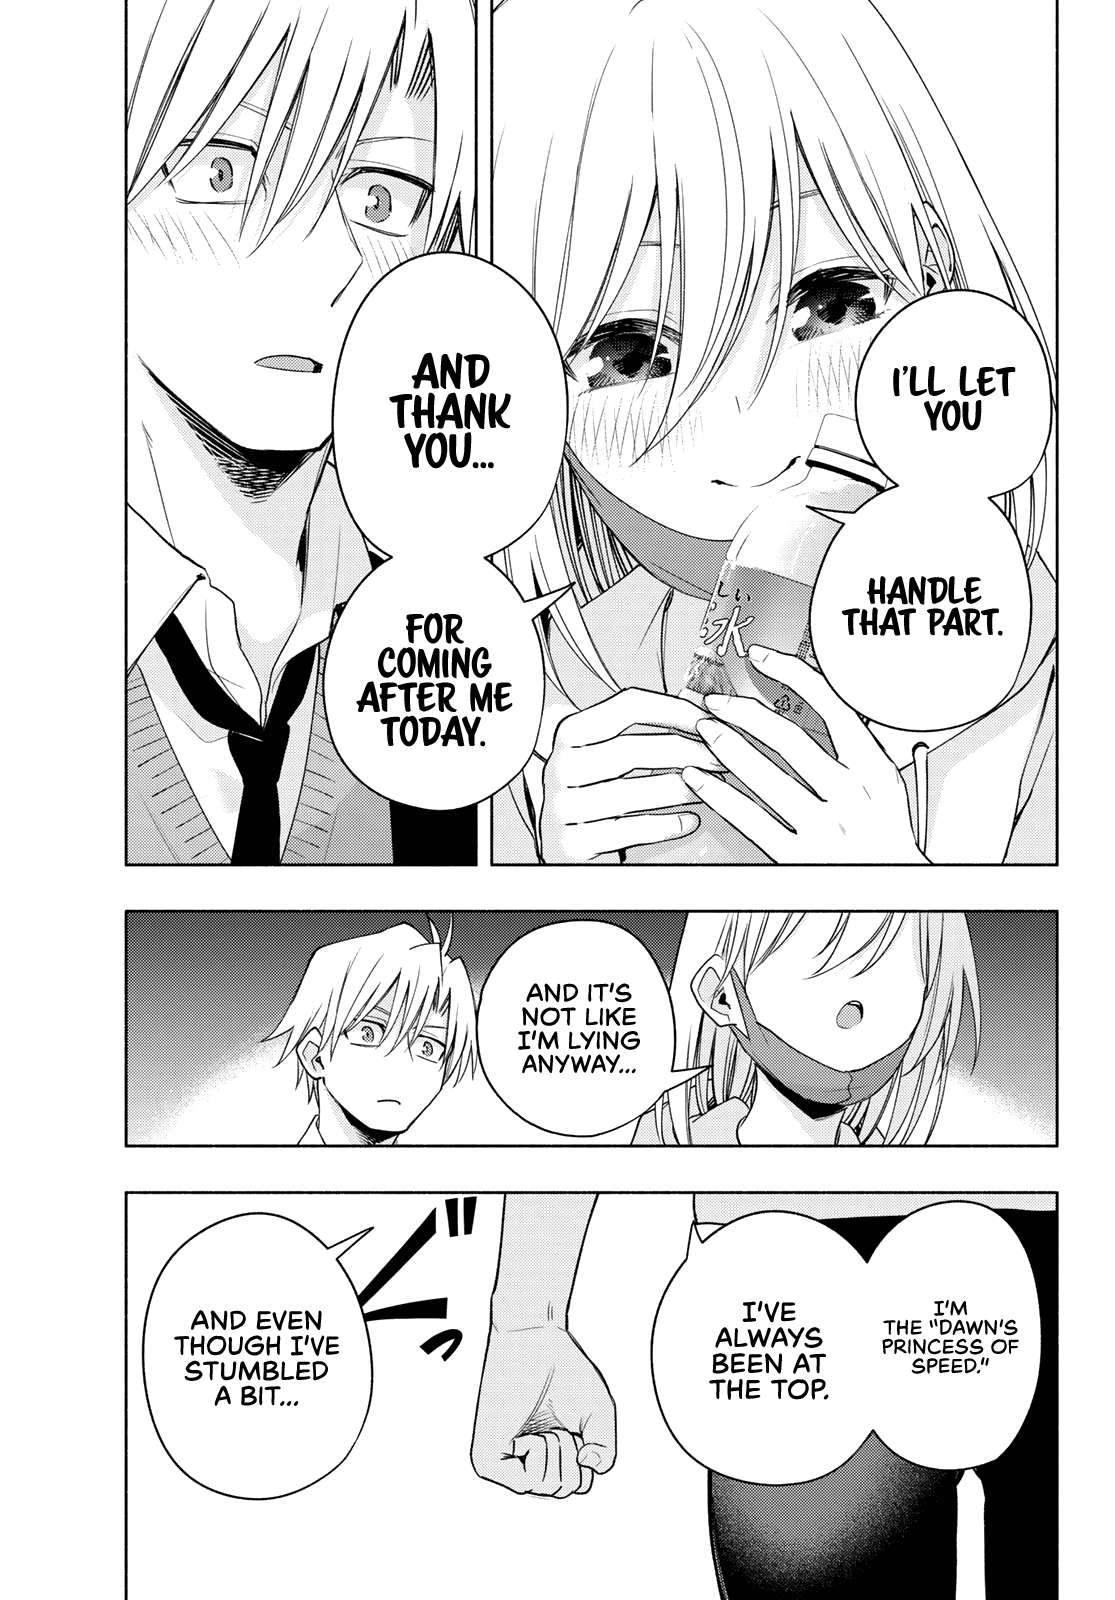 I'LL LET
YOU
HANDLE
THAT PART.
AND
THANK
YOU...
FOR
COMING
AFTER ME
TODAY.
しい
水
AND IT'S
NOT LIKE
I'M LYING
ANYWAY...
I'M
THE "DAWN'S
PRINCESS OF
SPEED."
I'VE
ALWAYS
BEEN AT
THE TOP.
AND EVEN
THOUGH I'VE
STUMBLED
A BIT...